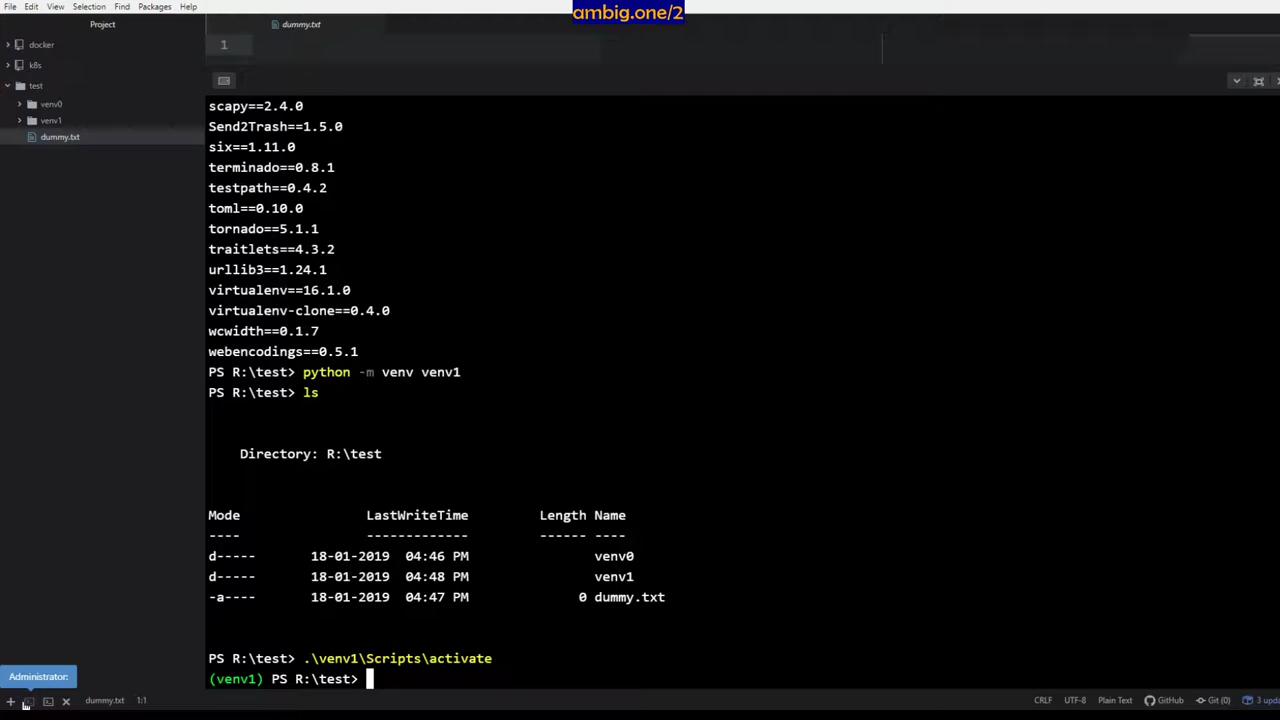 File Edit View Selection Find Packages Help
ambig.one/2
Project
dummy.txt
docker
k8s
test
venv0
venv1
dummy.txt
1
scapy==2.4.0
Send2Trash==1.5.0
six==1.11.0
terminado==0.8.1
testpath==0.4.2
toml==0.10.0
tornado==5.1.1
traitlets==4.3.2
urllib3==1.24.1
virtualenv==16.1.0
virtualenv-clone==0.4.0
wcwidth==0.1.7
webencodings==0.5.1
PS R:\test> python -m venv venv1
PS R:\test> ls
Directory: R:\test
Mode LastWriteTime Length Name
---- ------------- ------ ----
d----- 18-01-2019 04:46 PM venv0
d----- 18-01-2019 04:48 PM venv1
-a---- 18-01-2019 04:47 PM 0 dummy.txt
PS R:\test> .\venv1\Scripts\activate
(venv1) PS R:\test>
Administrator:
dummy.txt 1:1 CRLF UTF-8 Plain Text GitHub Git (0)